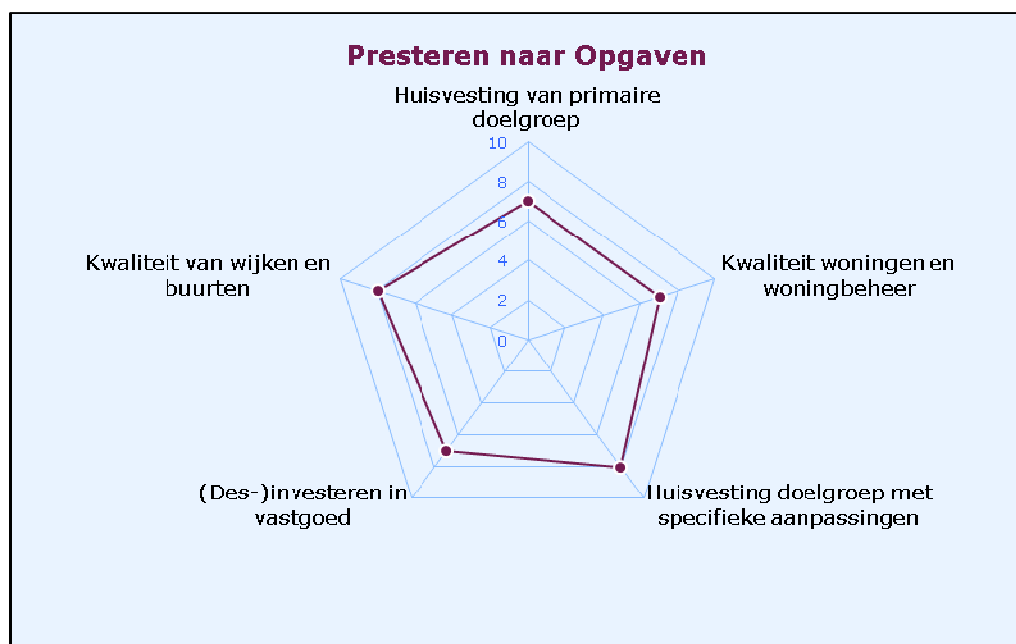 Presteren naar Opgaven
Huisvesting van primaire
doelgroep
10
8
6
4
2
0
Kwaliteit van wijken en
buurten
Kwaliteit woningen en
woningbeheer
(Des-)investeren in
vastgoed
Huisvesting doelgroep met
specifieke aanpassingen